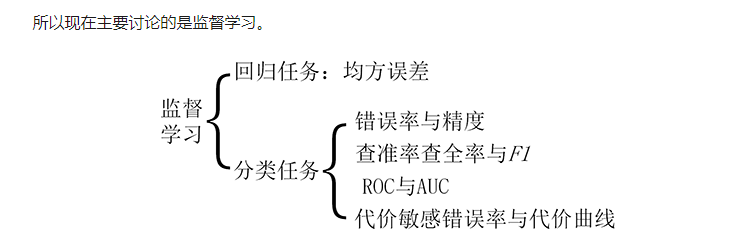 所以现在主要讨论的是监督学习。
监督
学习
回归任务：均方误差
分类任务
错误率与精度
查准率查全率与F1
ROC与AUC
代价敏感错误率与代价曲线